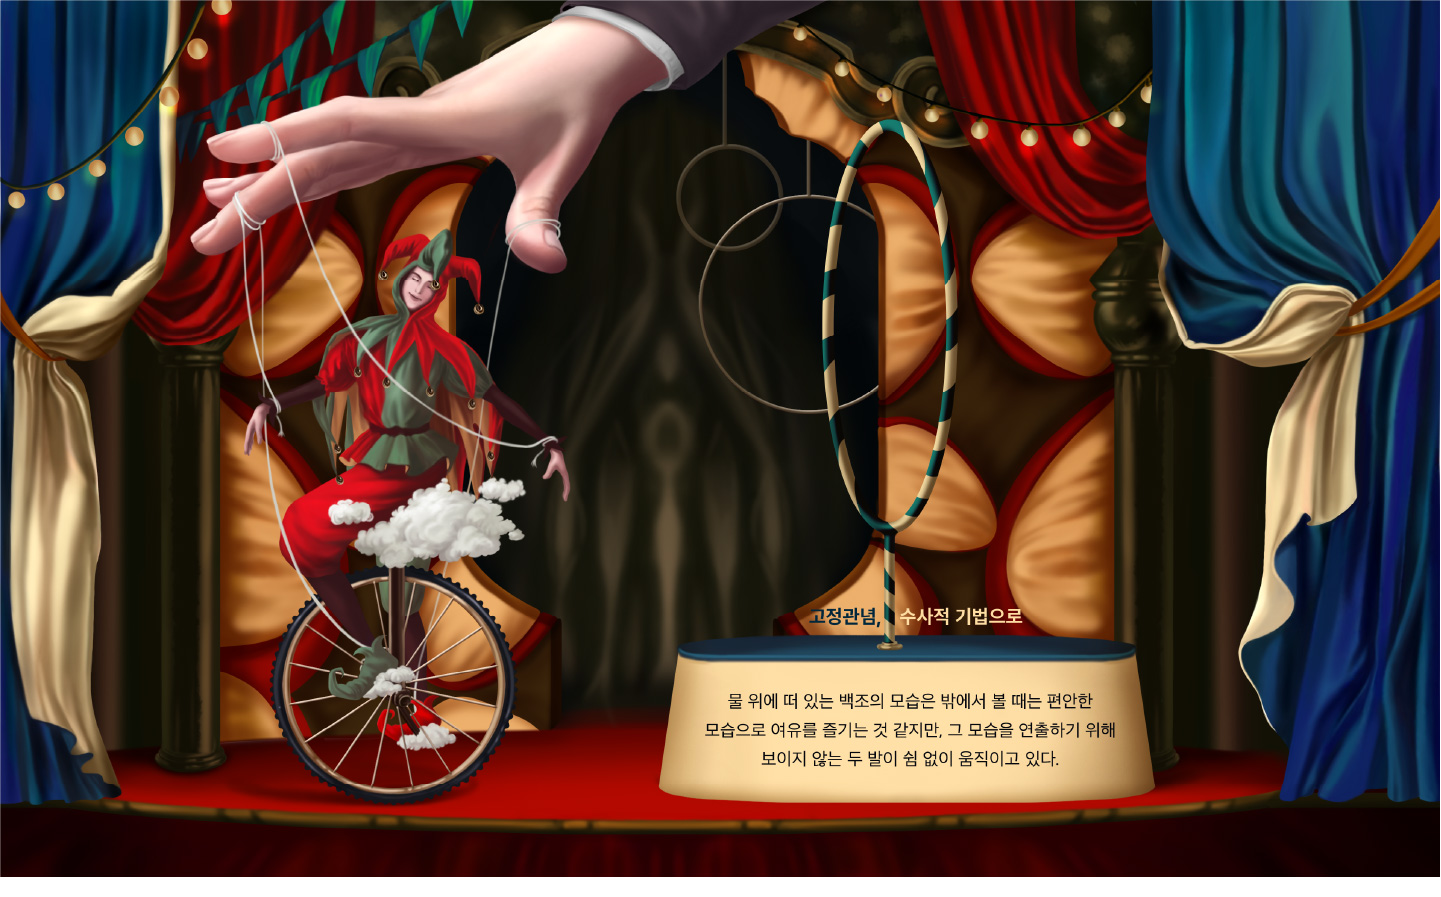 고정관념, 수사적 기법으로
물 위에 떠 있는 백조의 모습은 밖에서 볼 때는 편안한
모습으로 여유를 즐기는 것 같지만, 그 모습을 연출하기 위해
보이지 않는 두 발이 쉼 없이 움직이고 있다.